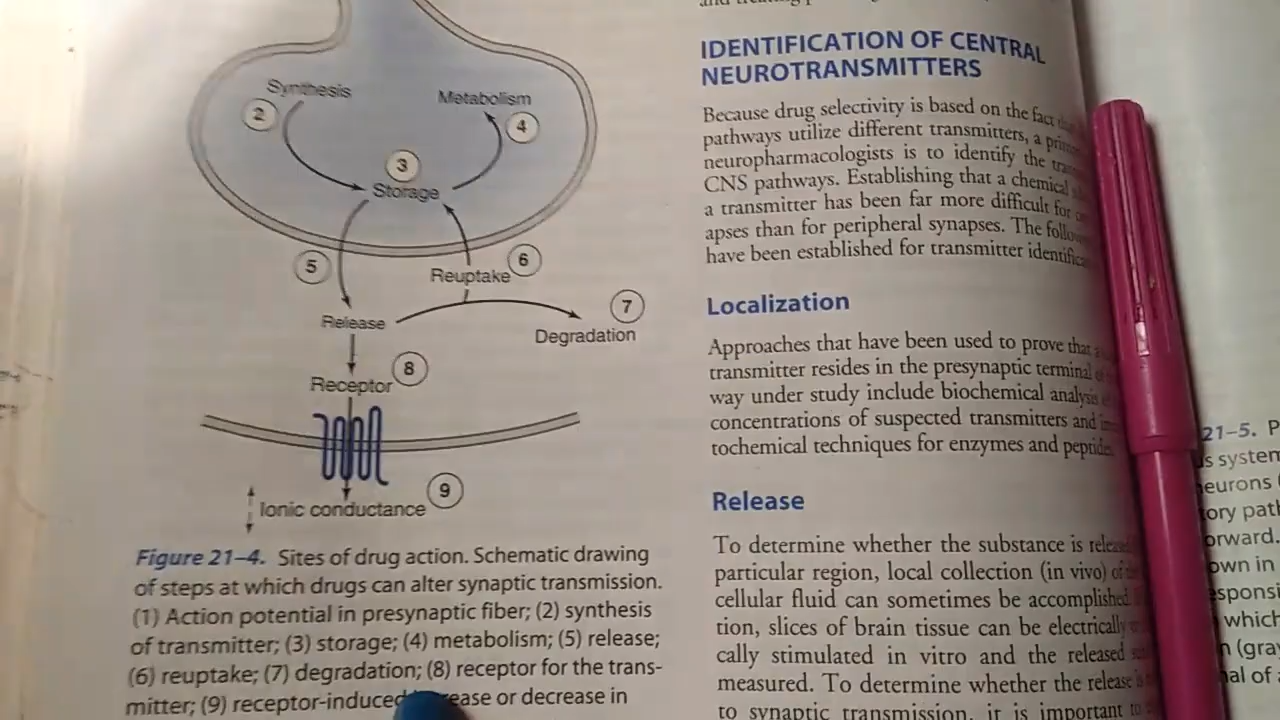 Synthesis
2
Metabolism
4
3
Storage
5
6
Reuptake
7
Release
Degradation
8
Receptor
9
Ionic conductance
Figure 21–4. Sites of drug action. Schematic drawing
of steps at which drugs can alter synaptic transmission.
(1) Action potential in presynaptic fiber; (2) synthesis
of transmitter; (3) storage; (4) metabolism; (5) release;
(6) reuptake; (7) degradation; (8) receptor for the trans-
mitter; (9) receptor-induced or decrease in
IDENTIFICATION OF CENTRAL
NEUROTRANSMITTERS
Because drug selectivity is based on the fact
pathways utilize different transmitters, a
neuropharmacologists is to identify the
CNS pathways. Establishing that a chemical
a transmitter has been far more difficult for
apses than for peripheral synapses. The
have been established for transmitter
Localization
Approaches that have been used to prove that
transmitter resides in the presynaptic terminal
way under study include biochemical analysis
concentrations of suspected transmitters and
tochemical techniques for enzymes and
Release
To determine whether the substance is
particular region, local collection (in vivo)
cellular fluid can sometimes be accomplished.
tion, slices of brain tissue can be electrically
cally stimulated in vitro and the released
measured. To determine whether the release
to synaptic transmission, it is important to
21–5.
system
neurons
forward.
own in
which